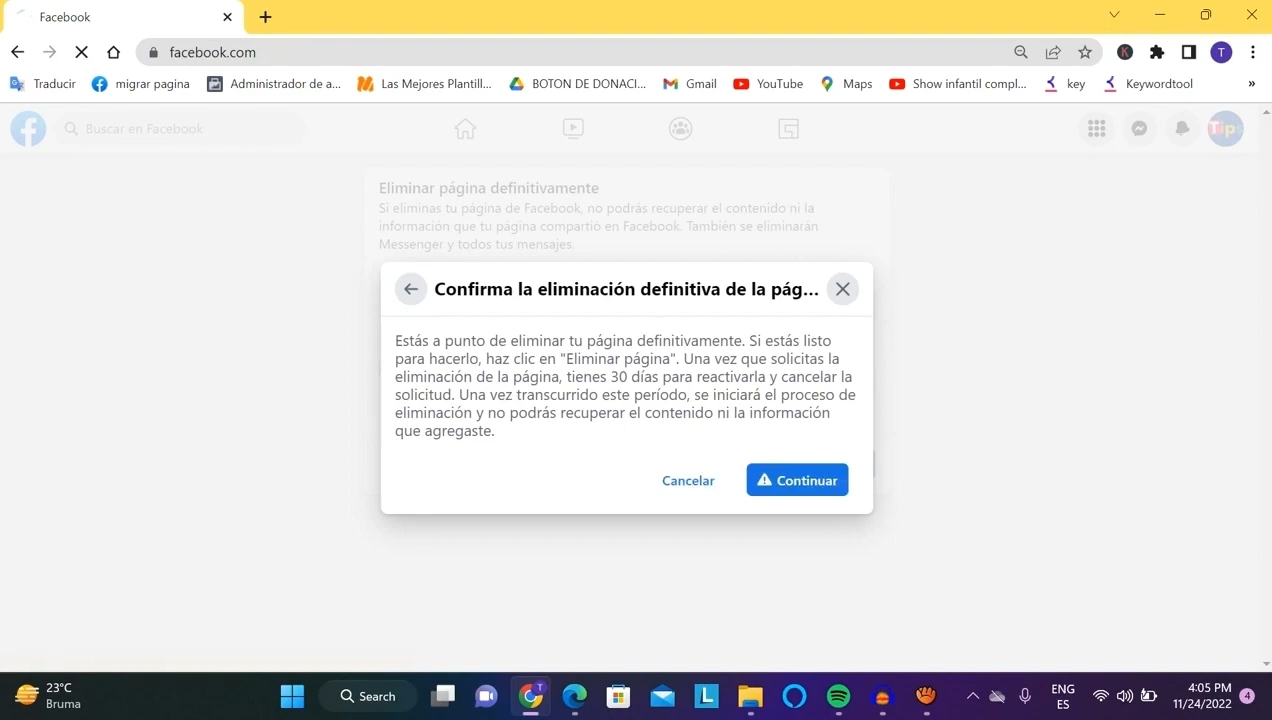 Facebook
facebook.com
K
T
Traducir
migrar pagina
Administrador de a...
Las Mejores Plantill...
BOTON DE DONACI...
Gmail
YouTube
Maps
Show infantil compl...
key
Keywordtool
»
Buscar en Facebook
Tips
Eliminar página definitivamente
Si eliminas tu página de Facebook, no podrás recuperar el contenido ni la
información que tu página compartió en Facebook. También se eliminarán
Messenger y todos tus mensajes.
Confirma la eliminación definitiva de la pág...
Estás a punto de eliminar tu página definitivamente. Si estás listo
para hacerlo, haz clic en "Eliminar página". Una vez que solicitas la
eliminación de la página, tienes 30 días para reactivarla y cancelar la
solicitud. Una vez transcurrido este período, se iniciará el proceso de
eliminación y no podrás recuperar el contenido ni la información
que agregaste.
Cancelar
Continuar
23°C
Bruma
Search
T
L
ENG
ES
4:05 PM
11/24/2022
4